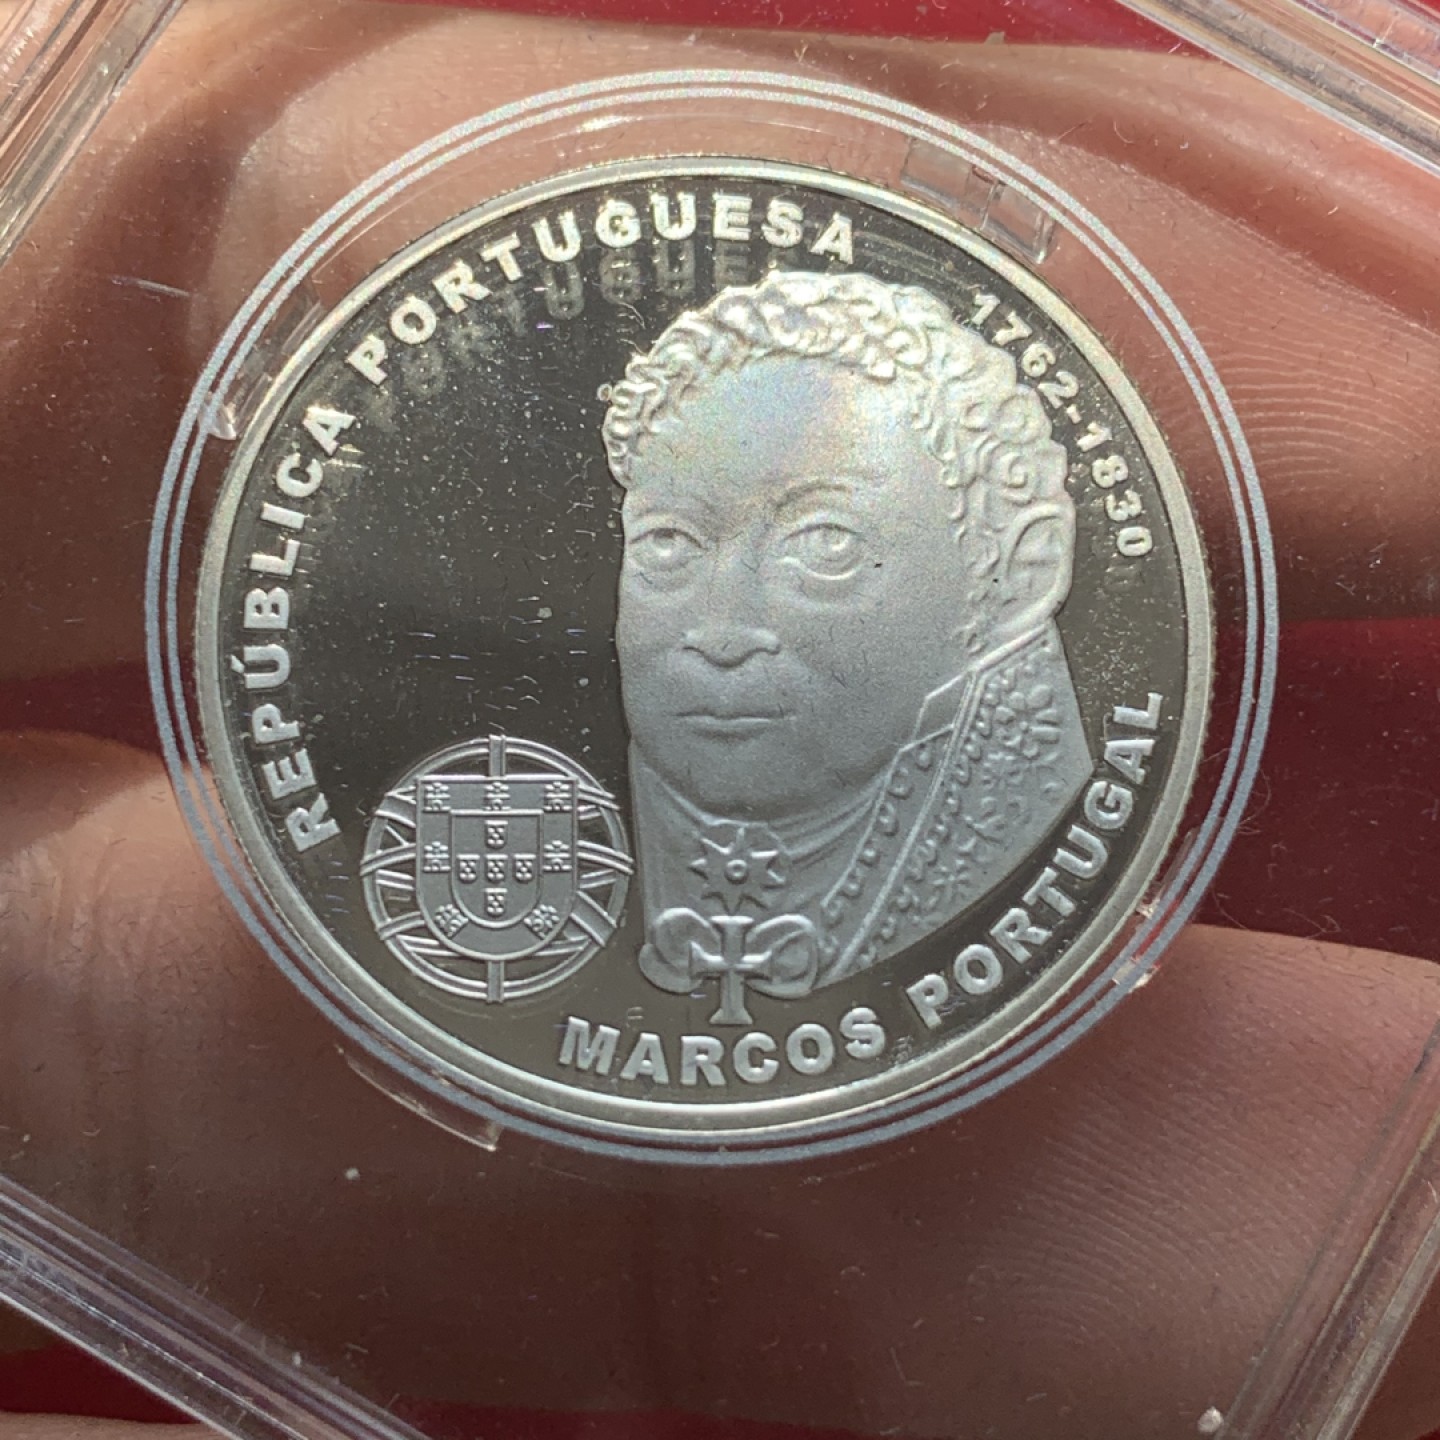 REPÚBLICA PORTUGUESA
1762-1830
MARCOS PORTUGAL